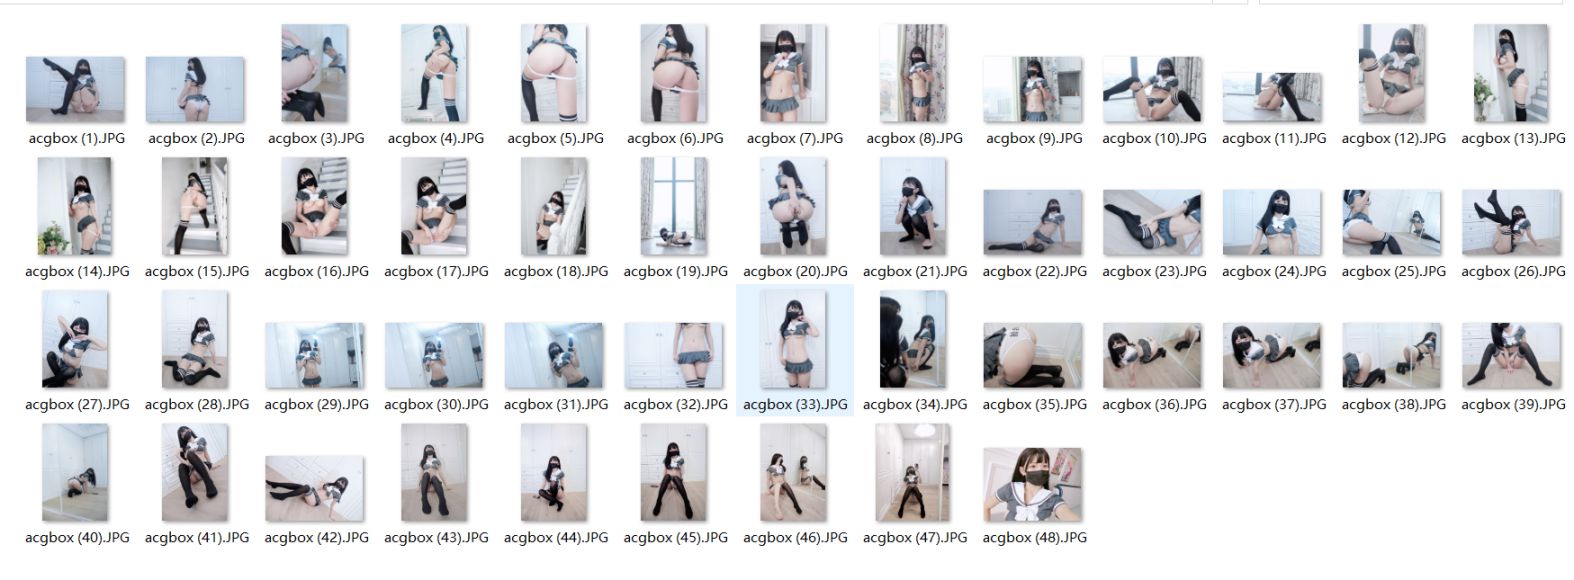 acgbox (1).JPG
acgbox (2).JPG
acgbox (3).JPG
acgbox (4).JPG
acgbox (5).JPG
acgbox (6).JPG
acgbox (7).JPG
acgbox (8).JPG
acgbox (9).JPG
acgbox (10).JPG
acgbox (11).JPG
acgbox (12).JPG
acgbox (13).JPG
acgbox (14).JPG
acgbox (15).JPG
acgbox (16).JPG
acgbox (17).JPG
acgbox (18).JPG
acgbox (19).JPG
acgbox (20).JPG
acgbox (21).JPG
acgbox (22).JPG
acgbox (23).JPG
acgbox (24).JPG
acgbox (25).JPG
acgbox (26).JPG
acgbox (27).JPG
acgbox (28).JPG
acgbox (29).JPG
acgbox (30).JPG
acgbox (31).JPG
acgbox (32).JPG
acgbox (33).JPG
acgbox (34).JPG
acgbox (35).JPG
acgbox (36).JPG
acgbox (37).JPG
acgbox (38).JPG
acgbox (39).JPG
acgbox (40).JPG
acgbox (41).JPG
acgbox (42).JPG
acgbox (43).JPG
acgbox (44).JPG
acgbox (45).JPG
acgbox (46).JPG
acgbox (47).JPG
acgbox (48).JPG